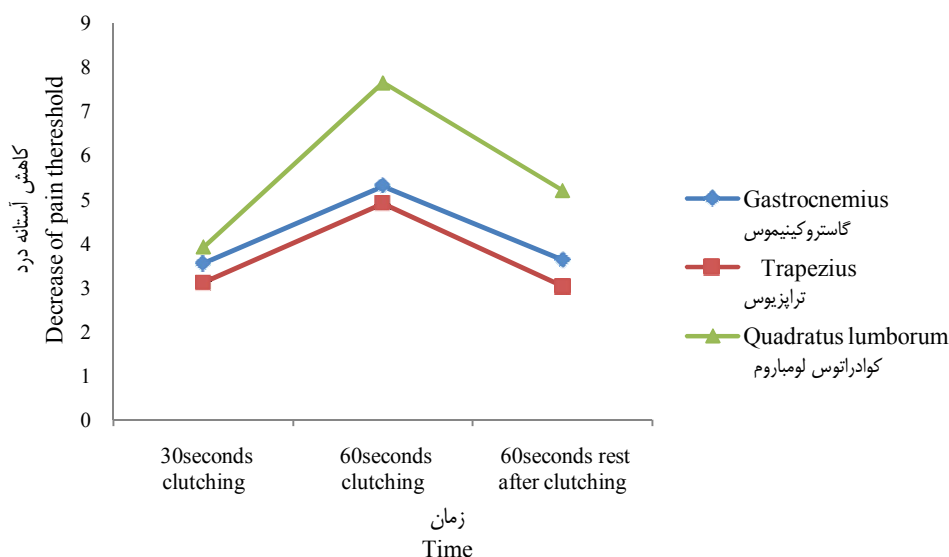 9
8
7
6
5
4
3
2
1
0
کاهش آستانه درد
Decrease of pain thereshold
30seconds
clutching
60seconds
clutching
60seconds rest
after clutching
زمان
Time
Gastrocnemius
گاستروکینیموس
Trapezius
تراپزیوس
Quadratus lumborum
کوادراتوس لومباروم